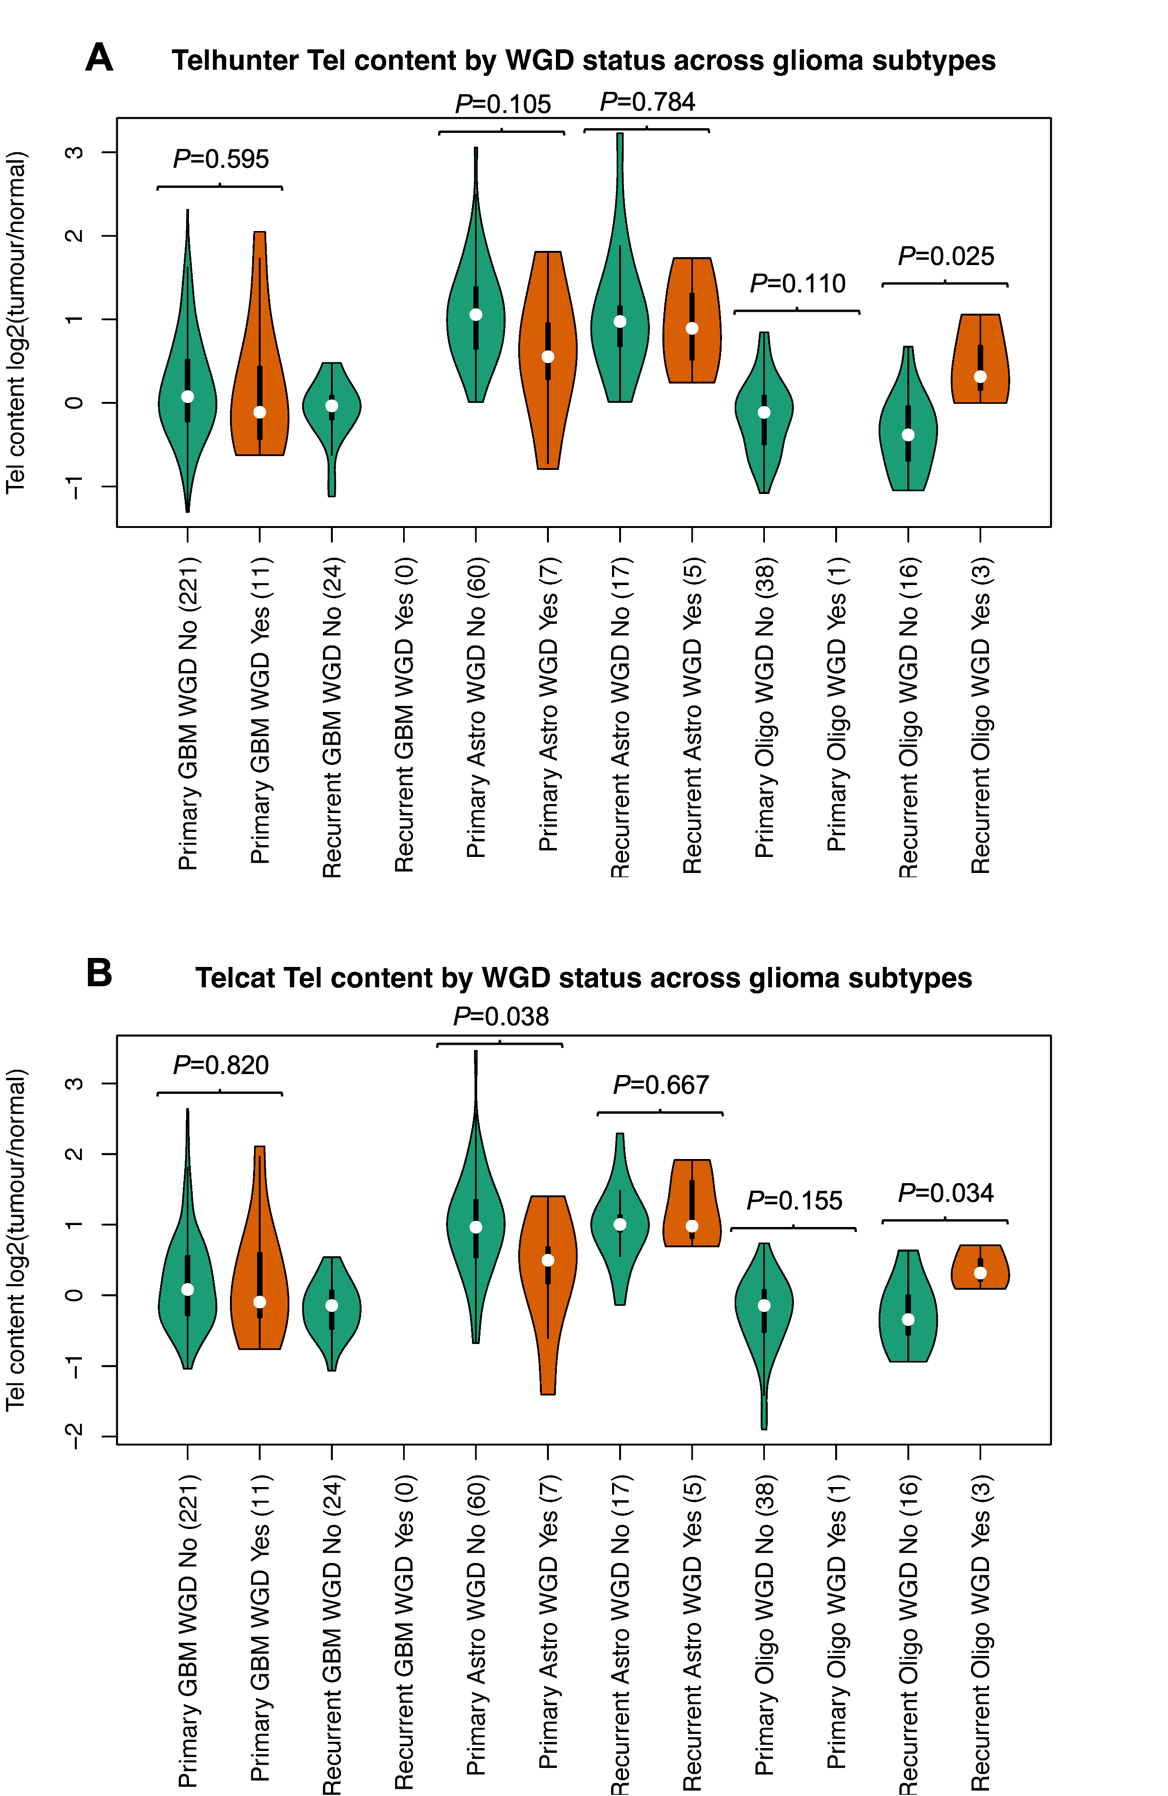 A
Telhunter Tel content by WGD status across glioma subtypes
P=0.105
P=0.784
P=0.595
P=0.110
P=0.025
Tel content log2(tumour/normal)
3
2
1
0
−1
Primary GBM WGD No (221)
Primary GBM WGD Yes (11)
Recurrent GBM WGD No (24)
Recurrent GBM WGD Yes (0)
Primary Astro WGD No (60)
Primary Astro WGD Yes (7)
Recurrent Astro WGD No (17)
Recurrent Astro WGD Yes (5)
Primary Oligo WGD No (38)
Primary Oligo WGD Yes (1)
Recurrent Oligo WGD No (16)
Recurrent Oligo WGD Yes (3)
B
Telcat Tel content by WGD status across glioma subtypes
P=0.038
P=0.820
P=0.667
P=0.155
P=0.034
Tel content log2(tumour/normal)
3
2
1
0
−1
−2
Primary GBM WGD No (221)
Primary GBM WGD Yes (11)
Recurrent GBM WGD No (24)
Recurrent GBM WGD Yes (0)
Primary Astro WGD No (60)
Primary Astro WGD Yes (7)
Recurrent Astro WGD No (17)
Recurrent Astro WGD Yes (5)
Primary Oligo WGD No (38)
Primary Oligo WGD Yes (1)
Recurrent Oligo WGD No (16)
Recurrent Oligo WGD Yes (3)